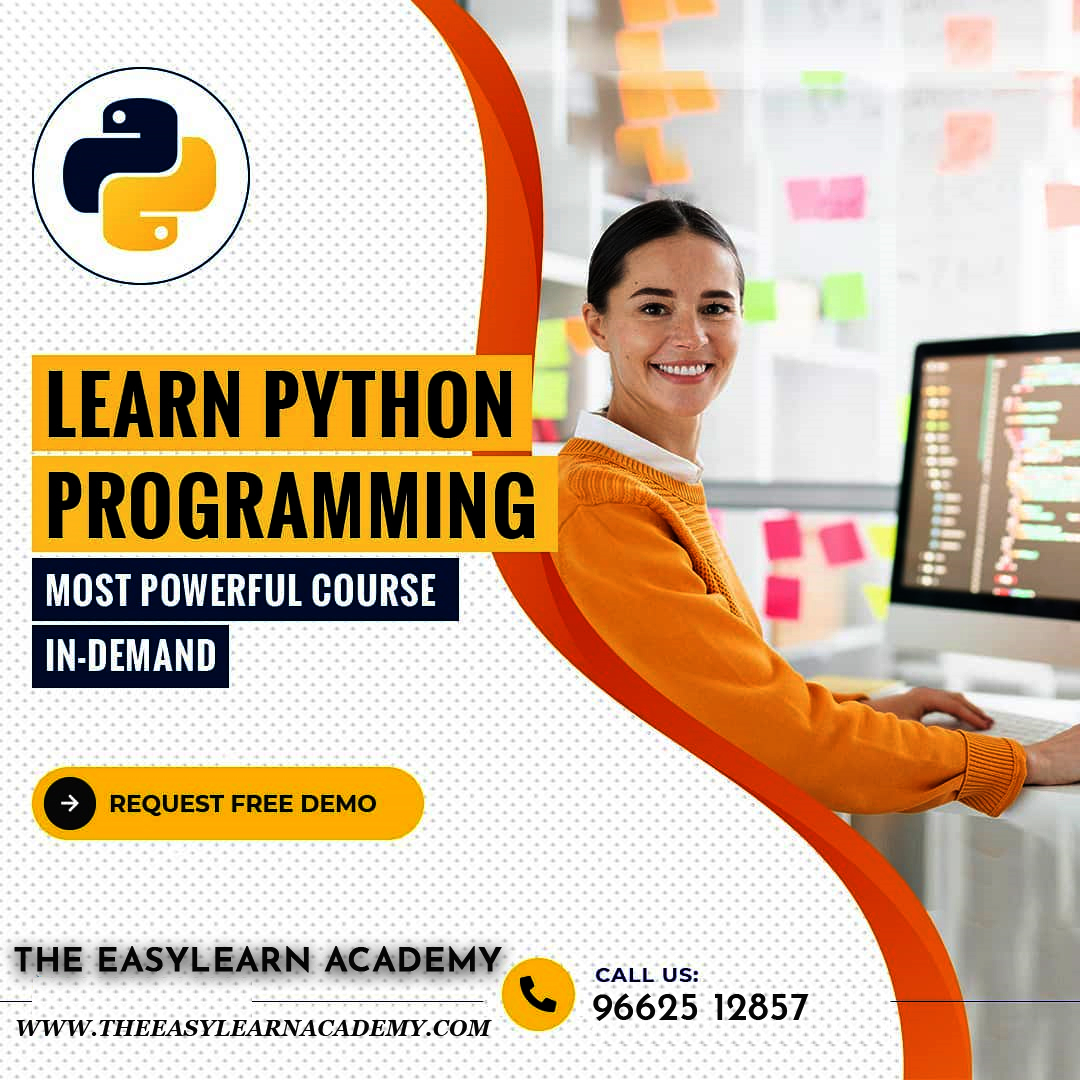 LEARN PYTHON
PROGRAMMING
MOST POWERFUL COURSE
IN-DEMAND
REQUEST FREE DEMO
THE EASYLEARN ACADEMY
WWW.THEEASYLEARNACADEMY.COM
CALL US:
96625 12857